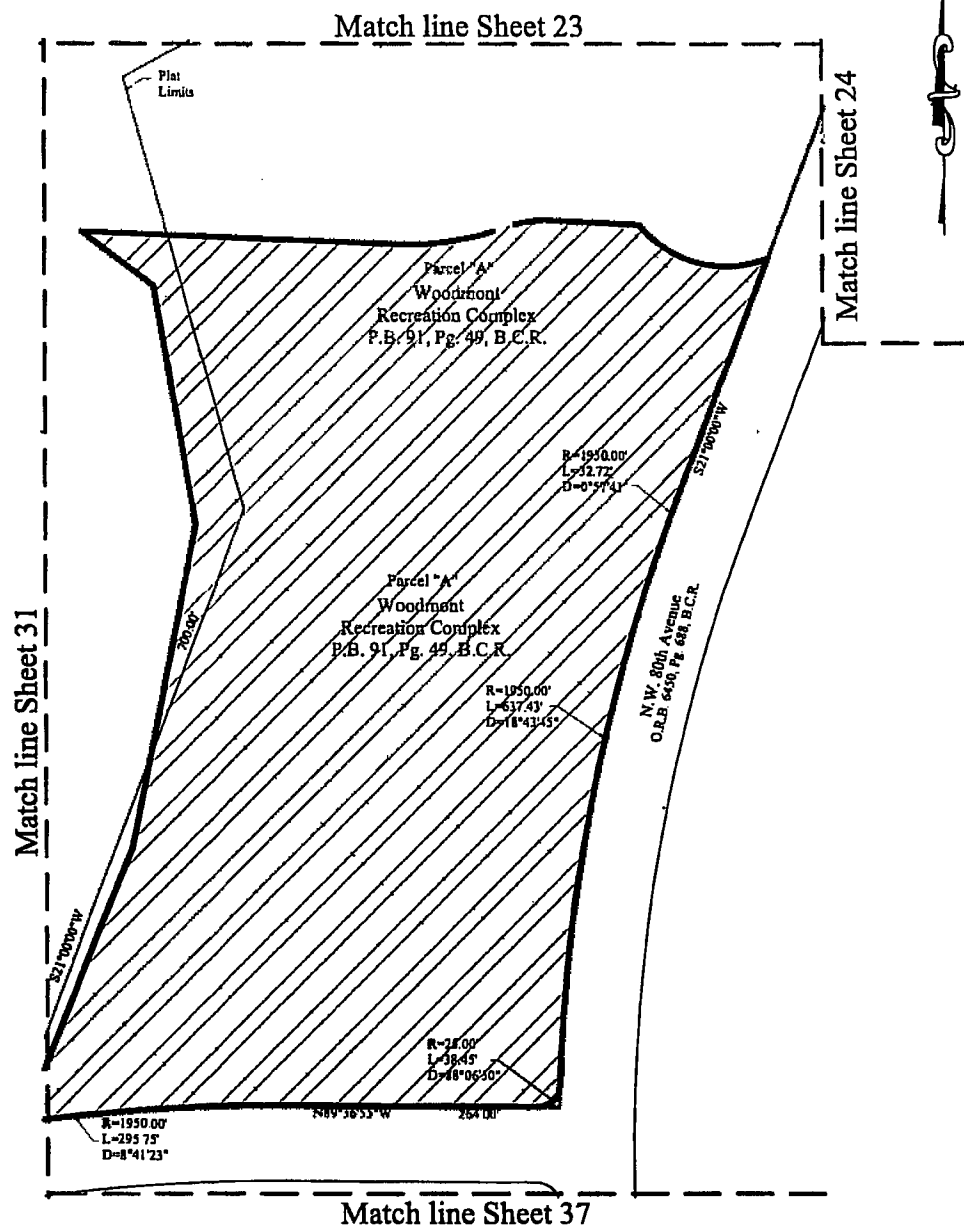 Match line Sheet 23
Plat
Limits
Match line Sheet 24
Parcel "A"
Woodmont
Recreation Complex
P.B. 91, Pg. 49, B.C.R.
S21°00'00"W
R=1950.00'
L=32.72'
D=0°57'41"
Parcel "A"
Woodmont
Recreation Complex
P.B. 91, Pg. 49, B.C.R.
700.00'
N.W. 80th Avenue
O.R.B. 6450, Pg. 688, B.C.R.
R=1950.00'
L=637.43'
D=18°43'45"
Match line Sheet 31
S21°00'00"W
R=25.00'
L=38.45'
D=88°06'50"
264.00'
R=1950.00'
L=295.75'
D=8°41'23"
Match line Sheet 37